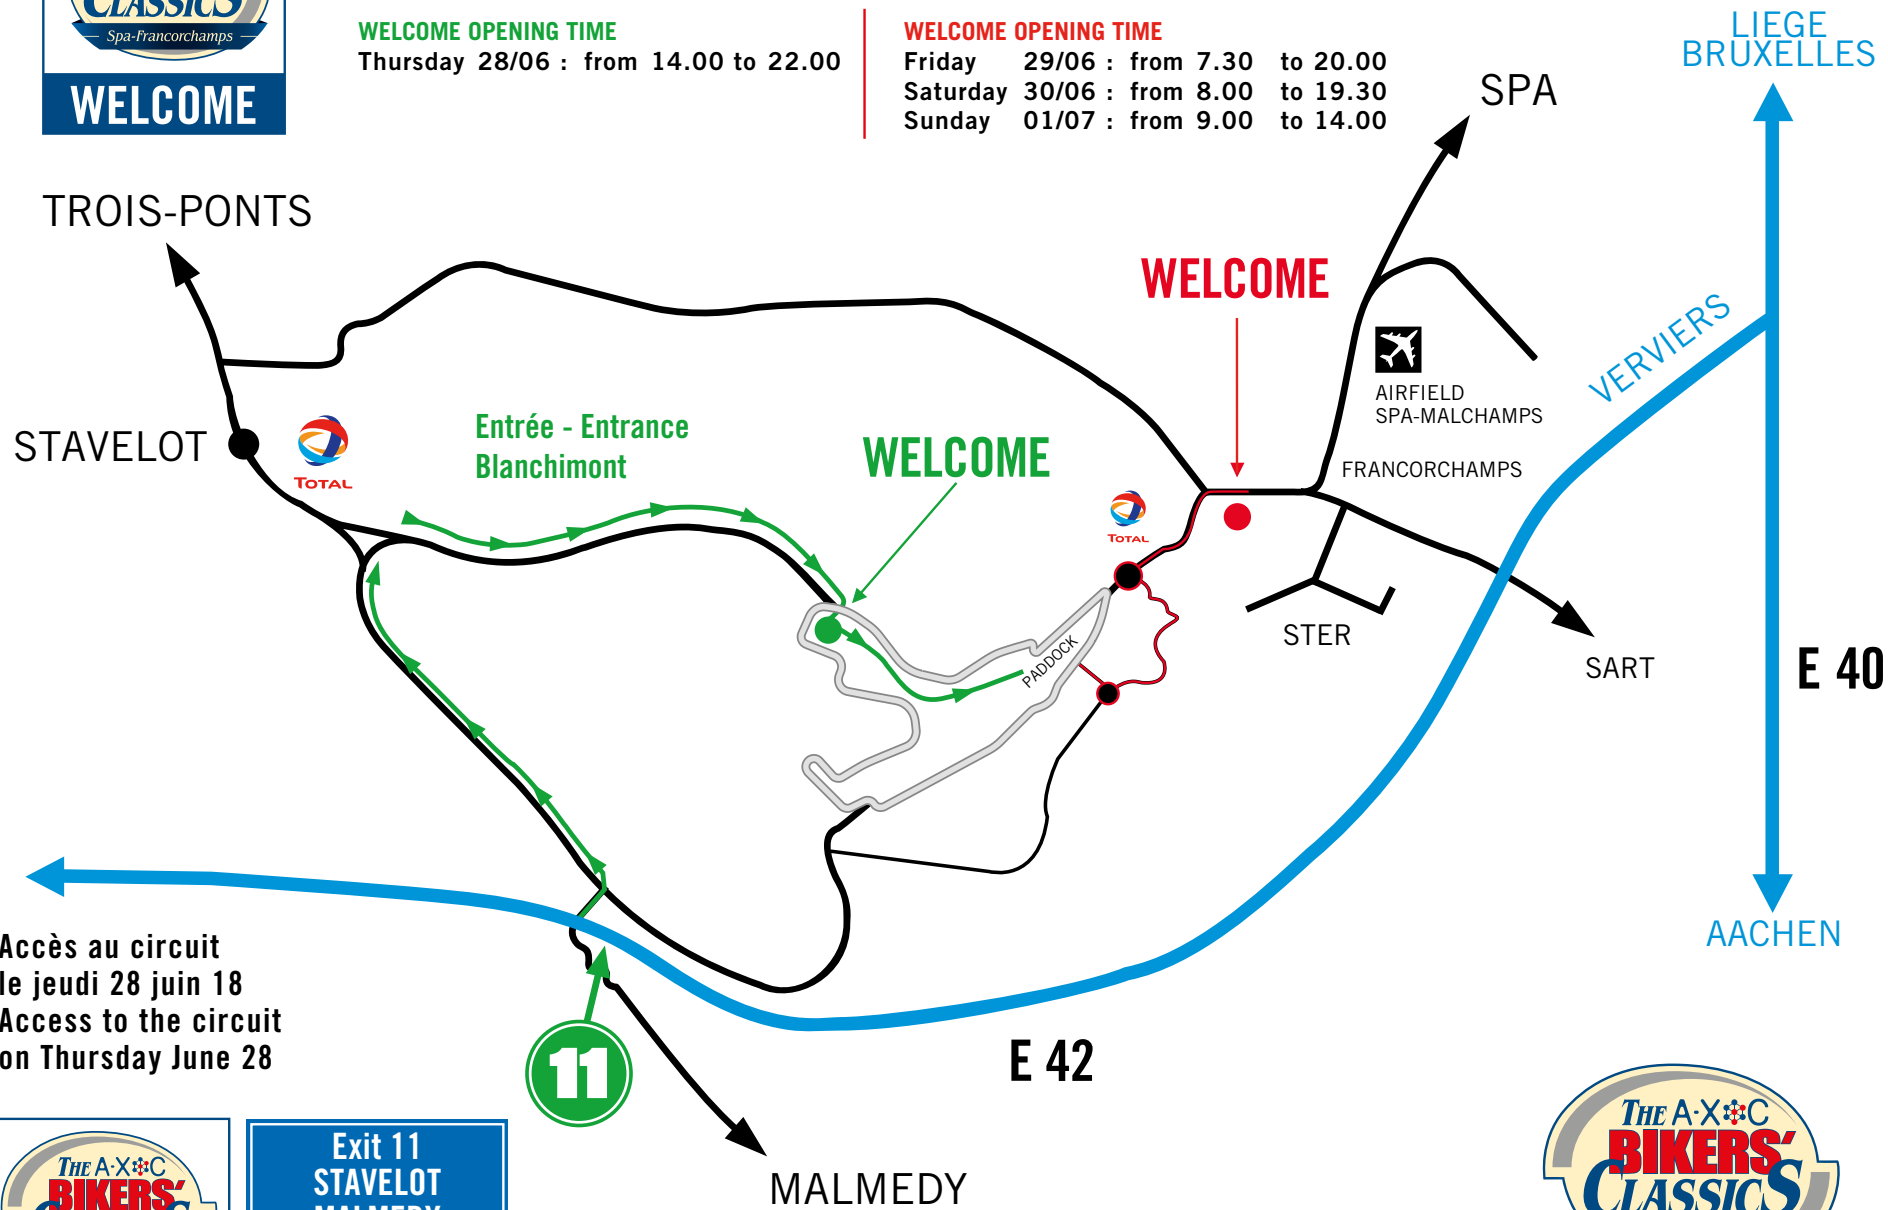 CLASSICS
Spa-Francorchamps
WELCOME
WELCOME OPENING TIME
Thursday 28/06 : from 14.00 to 22.00
WELCOME OPENING TIME
Friday 29/06 : from 7.30 to 20.00
Saturday 30/06 : from 8.00 to 19.30
Sunday 01/07 : from 9.00 to 14.00
LIEGE
BRUXELLES
SPA
TROIS-PONTS
WELCOME
VERVIERS
AIRFIELD
SPA-MALCHAMPS
STAVELOT
TOTAL
Entrée - Entrance
Blanchimont
WELCOME
FRANCORCHAMPS
TOTAL
STER
PADDOCK
SART
E 40
AACHEN
Accès au circuit
le jeudi 28 juin 18
Access to the circuit
on Thursday June 28
11
E 42
MALMEDY
THE A-XC
BIKERS'
Exit 11
STAVELOT
MALMEDY
THE A-XC
BIKERS'
CLASSICS